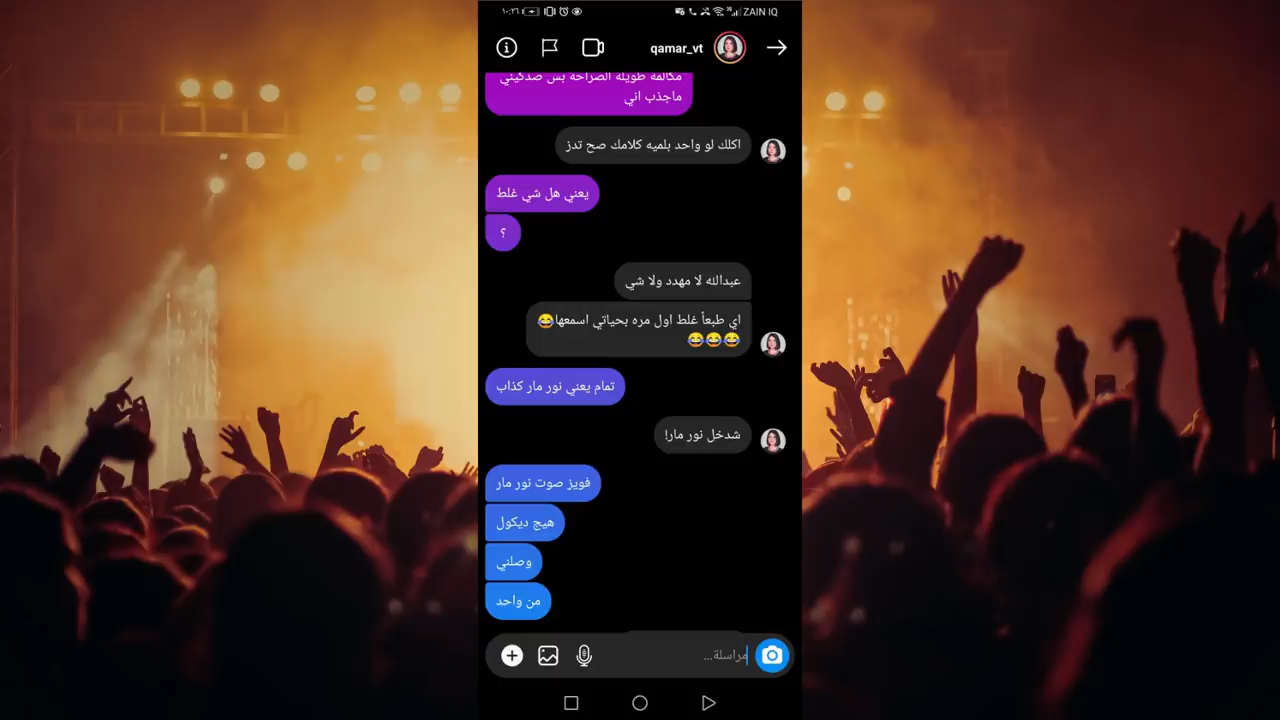 ١٠:٢٦
ZAIN IQ
qamar_vt
مكالمة طويلة الصراحة بس صدكيني
ماجذب اني
اكلك لو واحد بلميه كلامك صح تدز
يعني هل شي غلط
؟
عبدالله لا مهدد ولا شي
اي طبعاً غلط اول مره بحياتي اسمعها😂
😂😂😂
تمام يعني نور مار كذاب
شدخل نور مار!
فويز صوت نور مار
هيج ديكول
وصلني
من واحد
مراسلة...